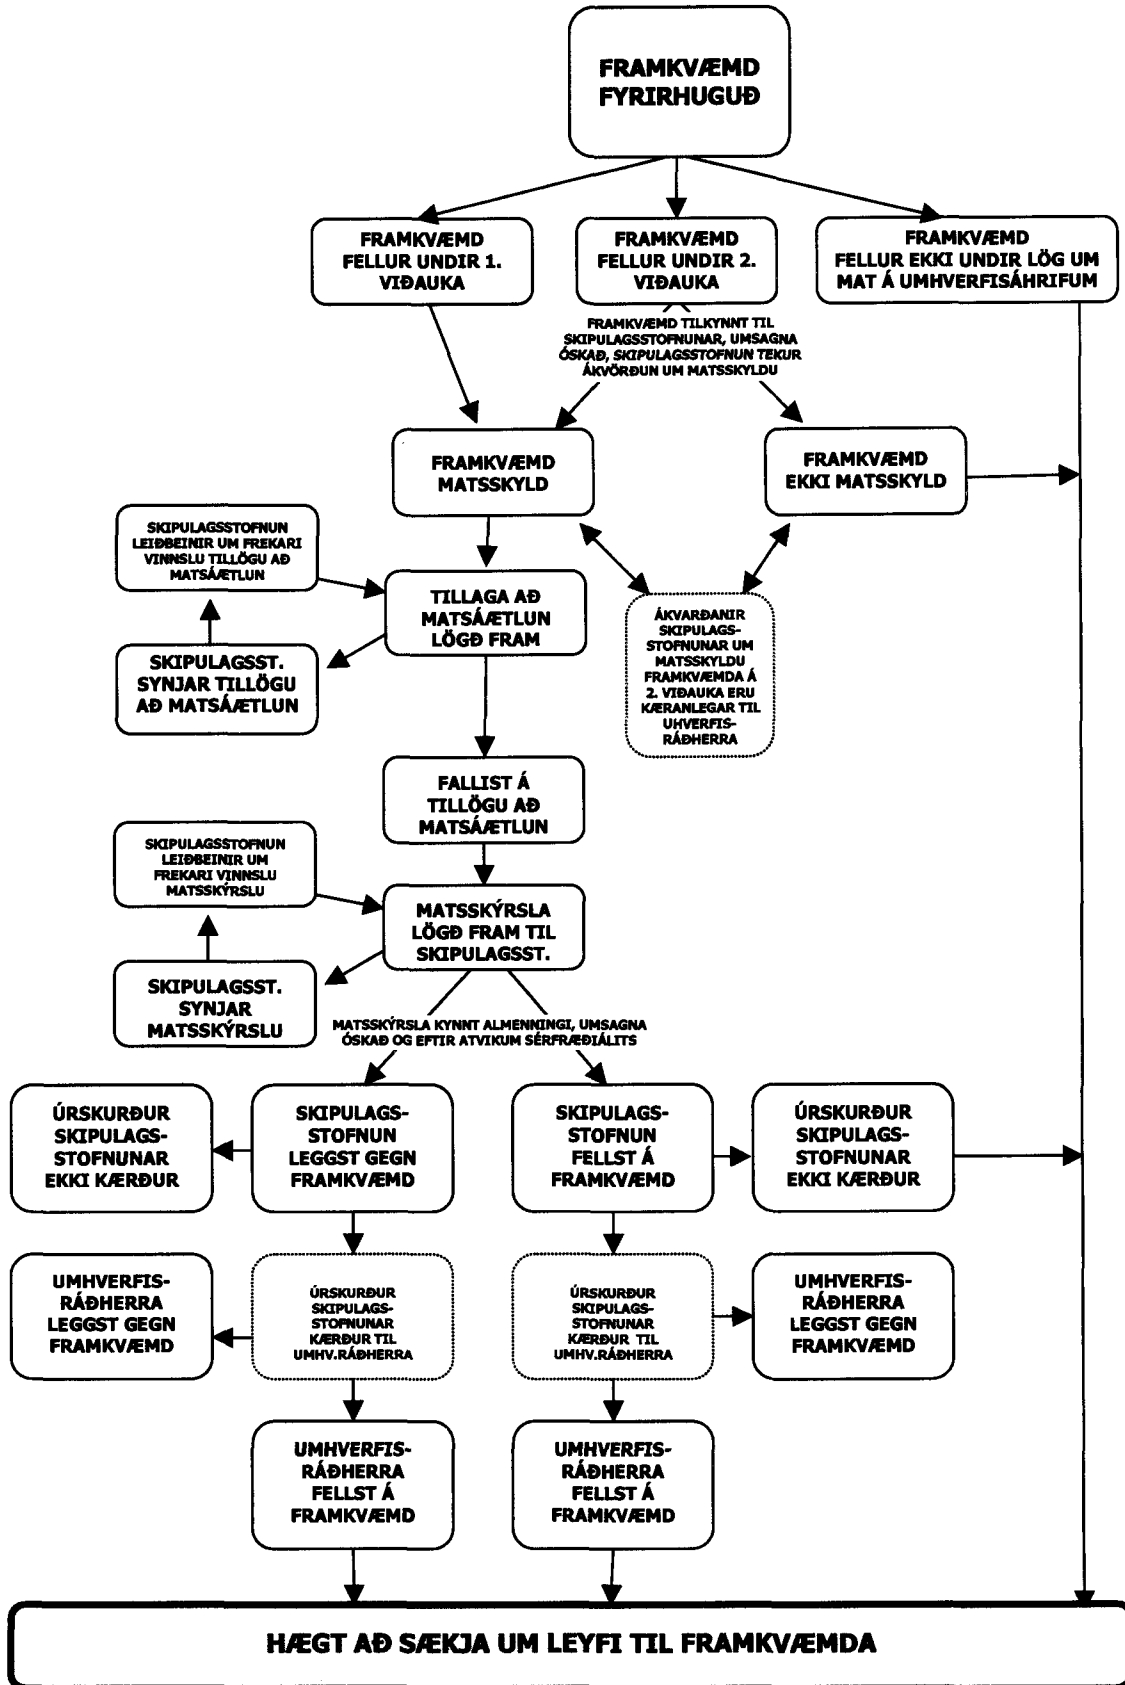 FRAMKVÆMD
FYRIRHUGUÐ
FRAMKVÆMD
FELLUR UNDIR 1.
VIÐAUKA
FRAMKVÆMD
FELLUR UNDIR 2.
VIÐAUKA
FRAMKVÆMD
FELLUR EKKI UNDIR LÖG UM
MAT Á UMHVERFISÁHRIFUM
FRAMKVÆMD TILKYNNT TIL
SKIPULAGSSTOFNUNAR, UMSAGNA
ÓSKAÐ, SKIPULAGSSTOFNUN TEKUR
ÁKVÖRÐUN UM MATSSKYLDU
FRAMKVÆMD
MATSSKYLD
FRAMKVÆMD
EKKI MATSSKYLD
SKIPULAGSSTOFNUN
LEIÐBEINIR UM FREKARI
VINNSLU TILLÖGU AÐ
MATSÁÆTLUN
TILLAGA AÐ
MATSÁÆTLUN
LÖGÐ FRAM
SKIPULAGSST.
SYNJAR TILLÖGU
AÐ MATSÁÆTLUN
ÁKVARÐANIR
SKIPULAGS-
STOFNUNAR UM
MATSSKYLDU
FRAMKVÆMDA Á
2. VIÐAUKA ERU
KÆRANLEGAR TIL
UHVERFIS-
RÁÐHERRA
FALLIST Á
TILLÖGU AÐ
MATSÁÆTLUN
SKIPULAGSSTOFNUN
LEIÐBEINIR UM
FREKARI VINNSLU
MATSSKÝRSLU
MATSSKÝRSLA
LÖGÐ FRAM TIL
SKIPULAGSST.
SKIPULAGSST.
SYNJAR
MATSSKÝRSLU
MATSSKÝRSLA KYNNT ALMENNINGI, UMSAGNA
ÓSKAÐ OG EFTIR ATVIKUM SÉRFRÆÐIÁLITS
ÚRSKURÐUR
SKIPULAGS-
STOFNUNAR
EKKI KÆRÐUR
SKIPULAGS-
STOFNUN
LEGGST GEGN
FRAMKVÆMD
SKIPULAGS-
STOFNUN
FELLST Á
FRAMKVÆMD
ÚRSKURÐUR
SKIPULAGS-
STOFNUNAR
EKKI KÆRÐUR
UMHVERFIS-
RÁÐHERRA
LEGGST GEGN
FRAMKVÆMD
ÚRSKURÐUR
SKIPULAGS-
STOFNUNAR
KÆRÐUR TIL
UMHV.RÁÐHERRA
ÚRSKURÐUR
SKIPULAGS-
STOFNUNAR
KÆRÐUR TIL
UMHV.RÁÐHERRA
UMHVERFIS-
RÁÐHERRA
LEGGST GEGN
FRAMKVÆMD
UMHVERFIS-
RÁÐHERRA
FELLST Á
FRAMKVÆMD
UMHVERFIS-
RÁÐHERRA
FELLST Á
FRAMKVÆMD
HÆGT AÐ SÆKJA UM LEYFI TIL FRAMKVÆMDA